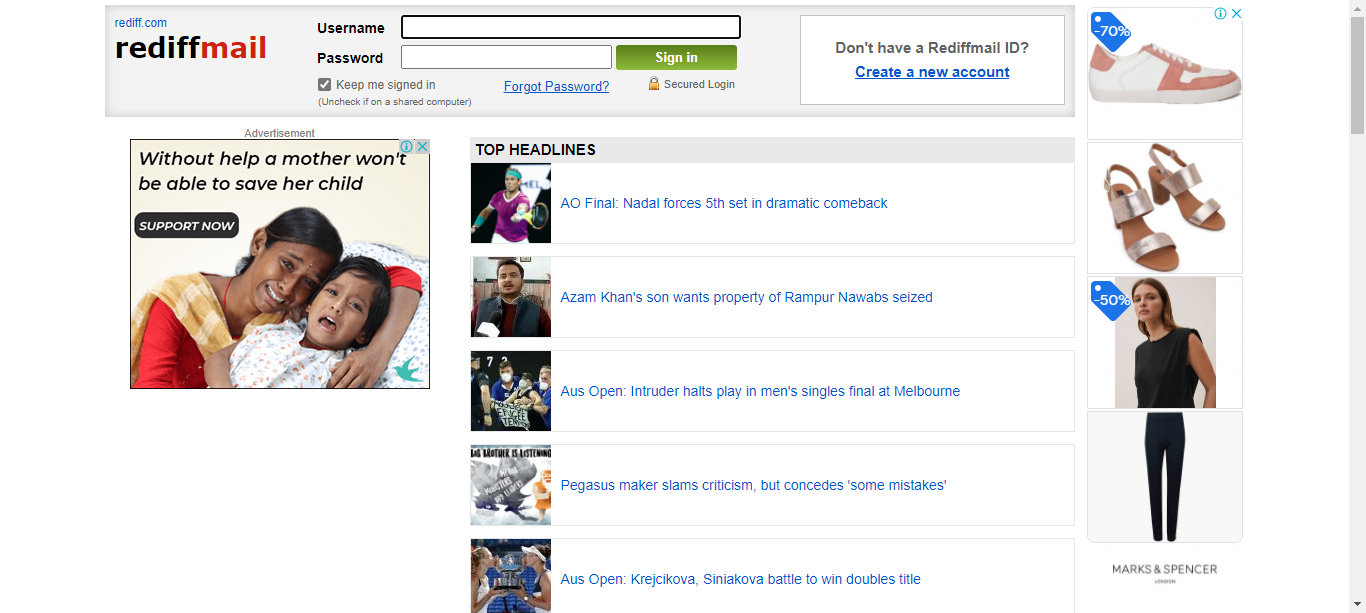 rediff.com
rediffmail
Username
Password
Sign in
Keep me signed in
(Uncheck if on a shared computer)
Forgot Password?
Secured Login
Don't have a Rediffmail ID?
Create a new account
Advertisement
Without help a mother won't
be able to save her child
SUPPORT NOW
TOP HEADLINES
AO Final: Nadal forces 5th set in dramatic comeback
Azam Khan's son wants property of Rampur Nawabs seized
Aus Open: Intruder halts play in men's singles final at Melbourne
BIG BROTHER IS LISTENING
Pegasus maker slams criticism, but concedes 'some mistakes'
Aus Open: Krejcikova, Siniakova battle to win doubles title
-70%
-50%
MARKS & SPENCER
LONDON